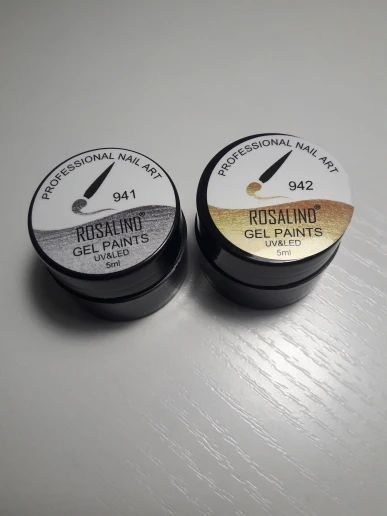 PROFESSIONAL NAIL ART
941
ROSALIND®
GEL PAINTS
UV&LED
5ml
PROFESSIONAL NAIL ART
942
ROSALIND®
GEL PAINTS
UV&LED
5ml